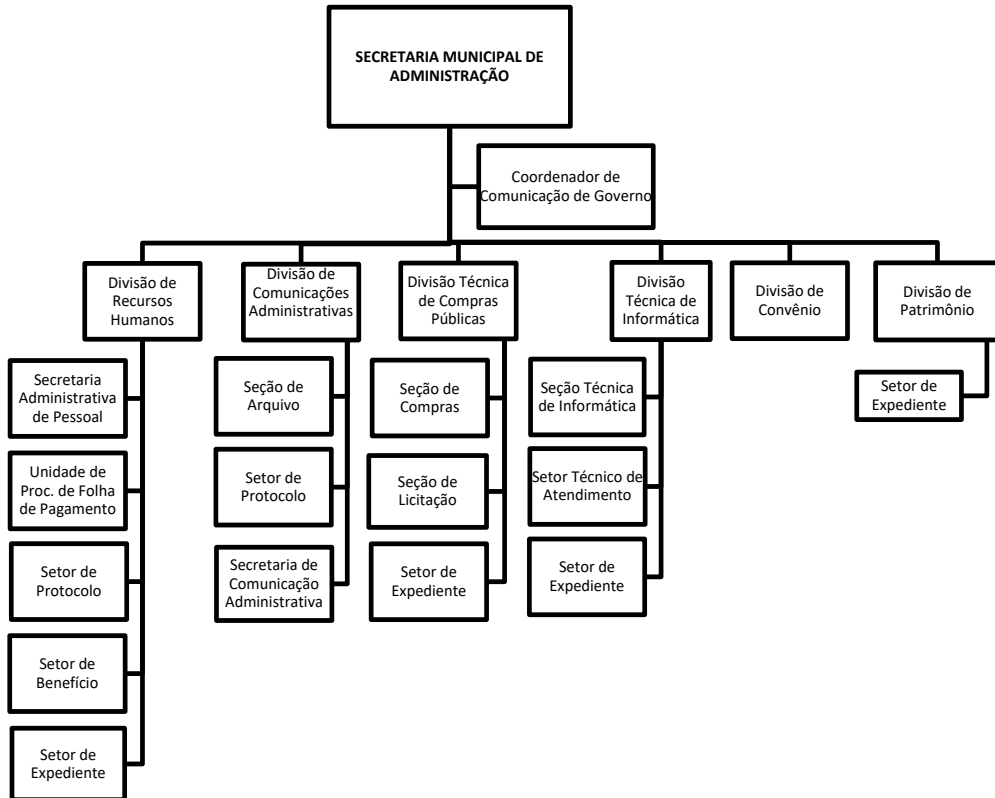 SECRETARIA MUNICIPAL DE
ADMINISTRAÇÃO
Coordenador de
Comunicação de Governo
Divisão de
Recursos
Humanos
Divisão de
Comunicações
Administrativas
Divisão Técnica
de Compras
Públicas
Divisão
Técnica de
Informática
Divisão de
Convênio
Divisão de
Patrimônio
Secretaria
Administrativa
de Pessoal
Unidade de
Proc. de Folha
de Pagamento
Setor de
Protocolo
Setor de
Benefício
Setor de
Expediente
Seção de
Arquivo
Setor de
Protocolo
Secretaria de
Comunicação
Administrativa
Seção de
Compras
Seção de
Licitação
Setor de
Expediente
Seção Técnica
de Informática
Setor Técnico de
Atendimento
Setor de
Expediente
Setor de
Expediente